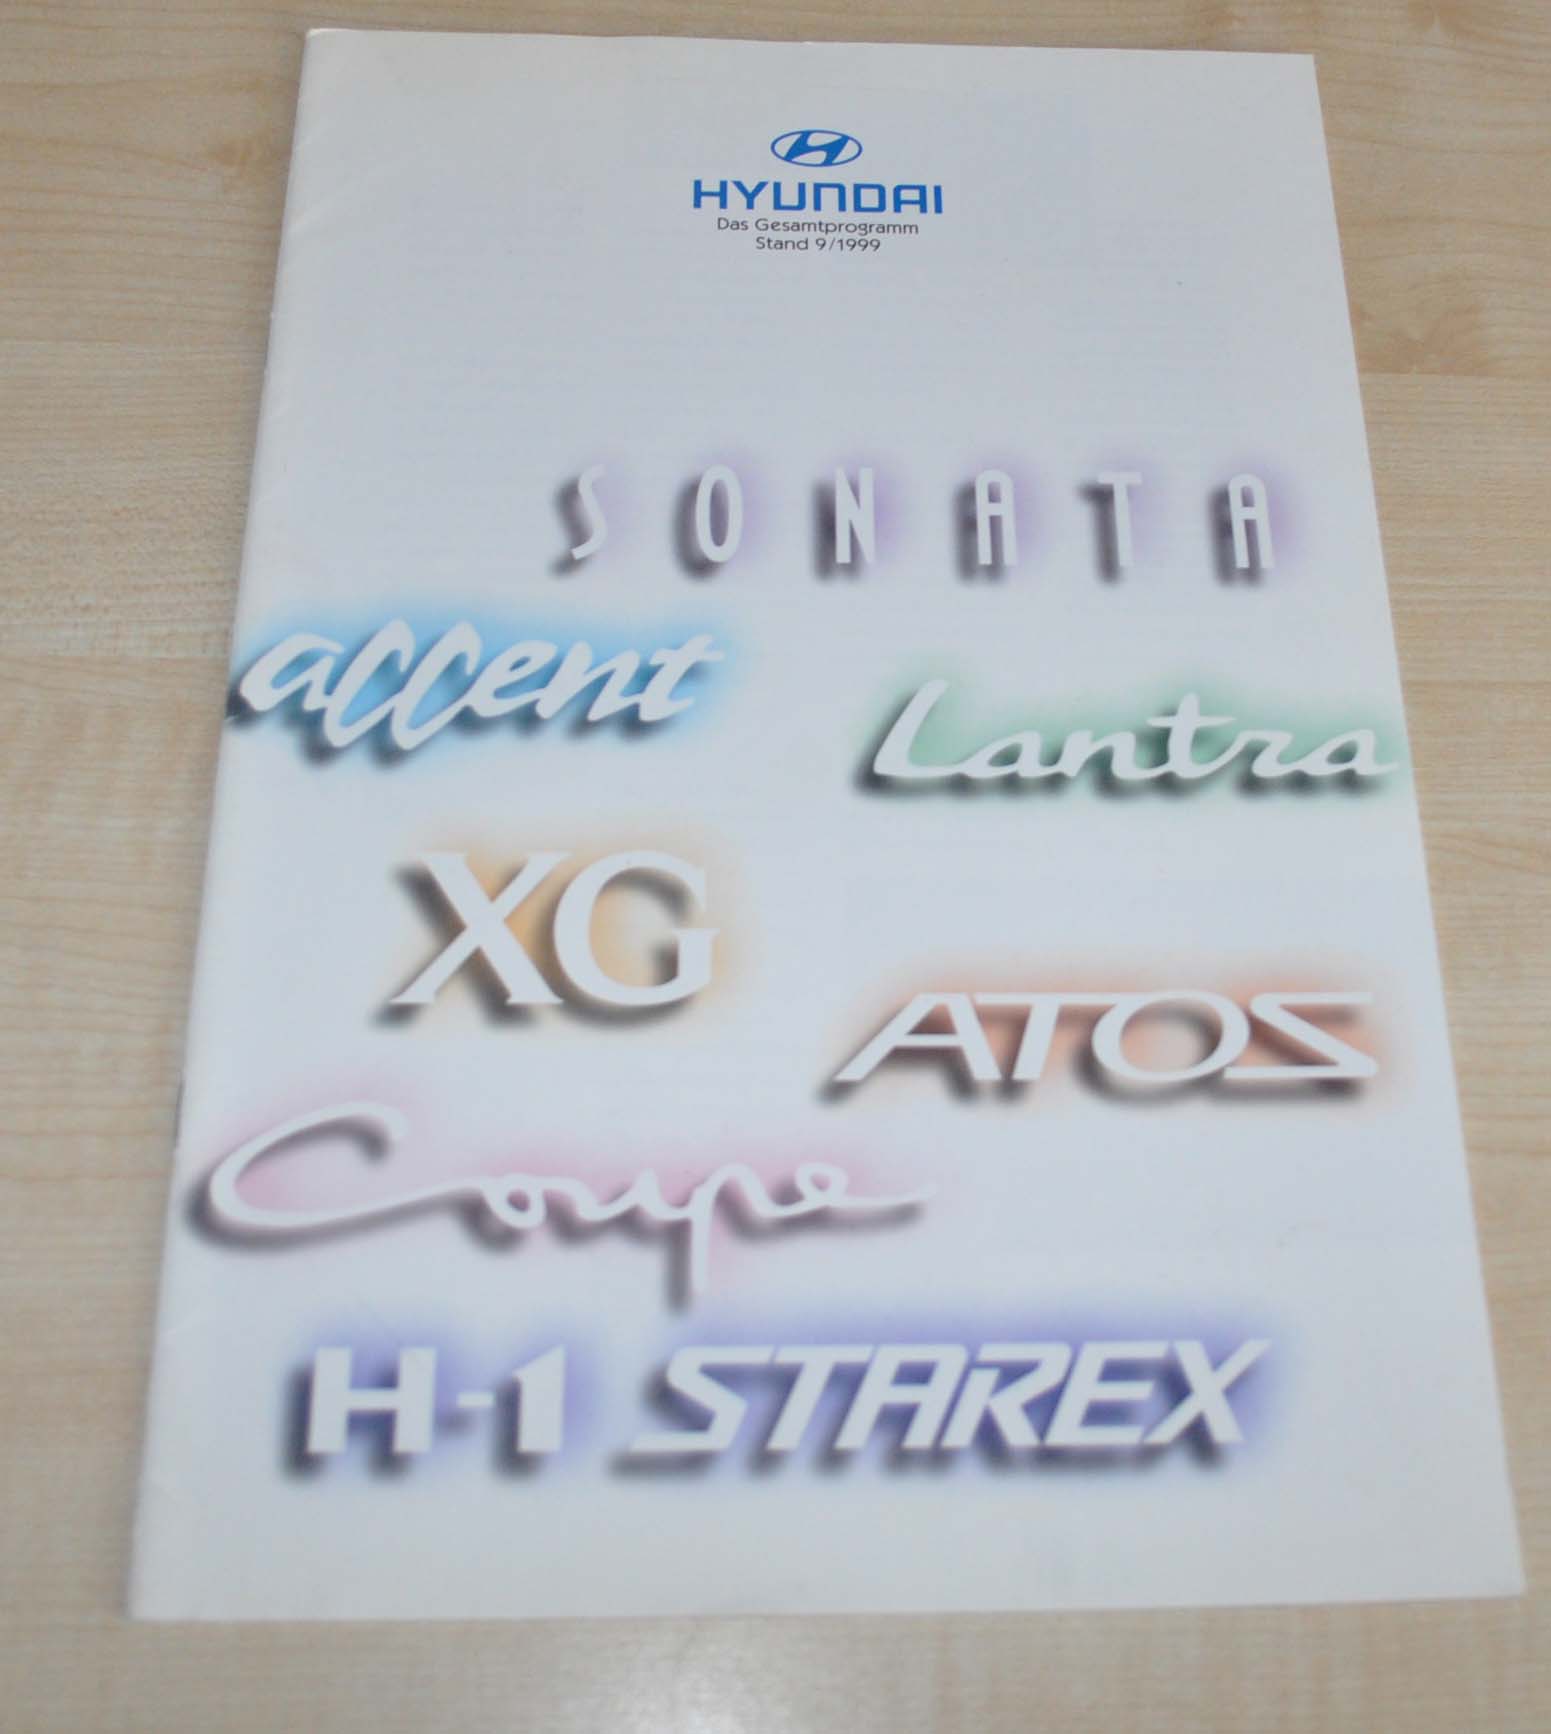 HYUNDAI
Das Gesamtprogramm
Stand 9/1999
SONATA
accent
Lantra
XG
ATOS
Coupe
H-1 STAREX